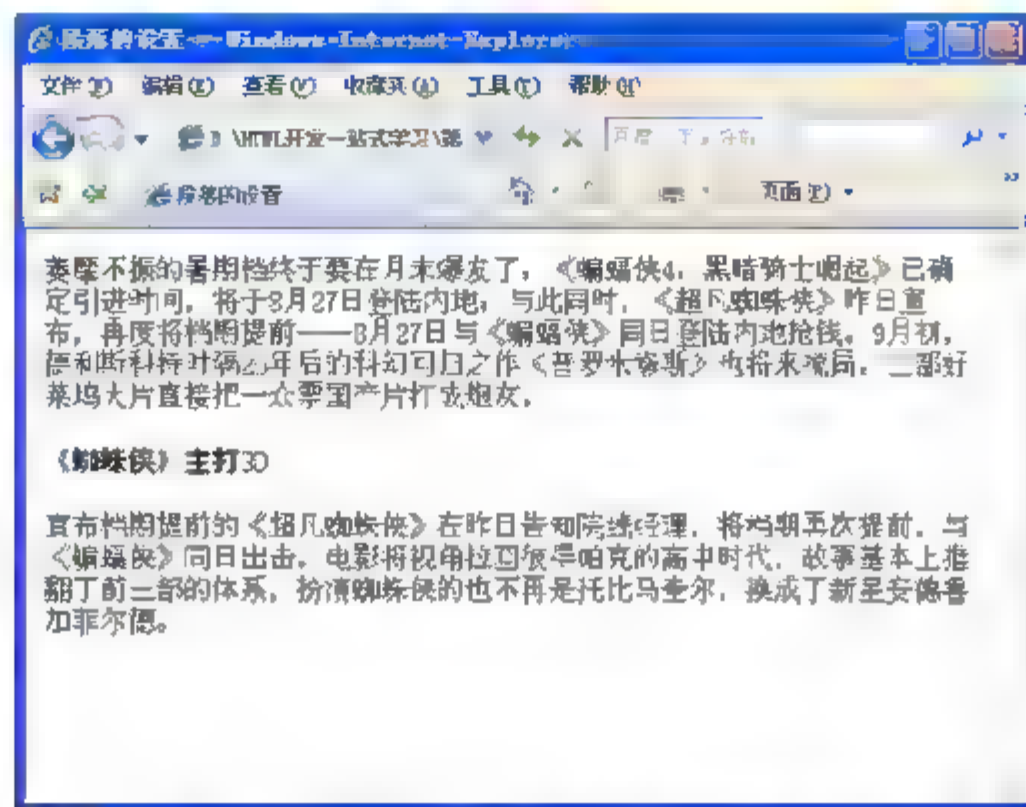 段落的设置 - Windows Internet Explorer
文件(F) 编辑(E) 查看(V) 收藏夹(A) 工具(T) 帮助(H)
\HTML开发一站式学习\
段落的设置 页面(P)
萎靡不振的暑期档终于要在月末爆发了,《蝙蝠侠4,黑暗骑士崛起》已确
定引进时间,将于8月27日登陆内地,与此同时,《超凡蜘蛛侠》昨日宣
布,再度将档期提前——8月27日与《蝙蝠侠》同日登陆内地抢钱。9月初,
年后的科幻回归之作《普罗米修斯》也将来搅局。三部好
莱坞大片直接把一众国产片打成炮灰。
《蜘蛛侠》主打3D
宣布档期提前的《超凡蜘蛛侠》在昨日告知院线经理,将档期再次提前,与
《蝙蝠侠》同日出击。电影将视角拉回彼得帕克的高中时代,故事基本上推
翻了前三部的体系,扮演蜘蛛侠的也不再是托比马奎尔,换成了新星安德鲁
加菲尔德。